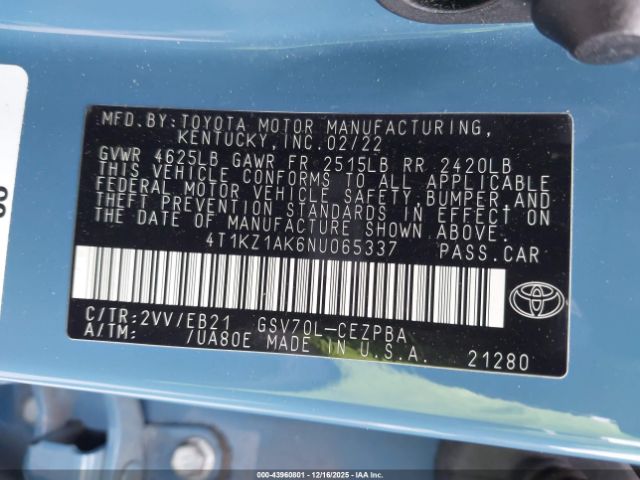 MFD.BY:TOYOTA MOTOR MANUFACTURING,
KENTUCKY,INC.02/22
GVWR 4625LB GAWR FR 2515LB RR 2420LB
THIS VEHICLE CONFORMS TO ALL APPLICABLE
FEDERAL MOTOR VEHICLE SAFETY,BUMPER,AND
THEFT PREVENTION STANDARDS IN EFFECT ON
THE DATE OF MANUFACTURE SHOWN ABOVE.
4T1KZ1AK6NU065337 PASS.CAR
C/TR:2VV/EB21 GSV70L-CEZPBA
A/TM: /UA80E MADE IN U.S.A. 21280
*** STOCK #: 43960801 - 12/16/2025 - IAAI.COM ***